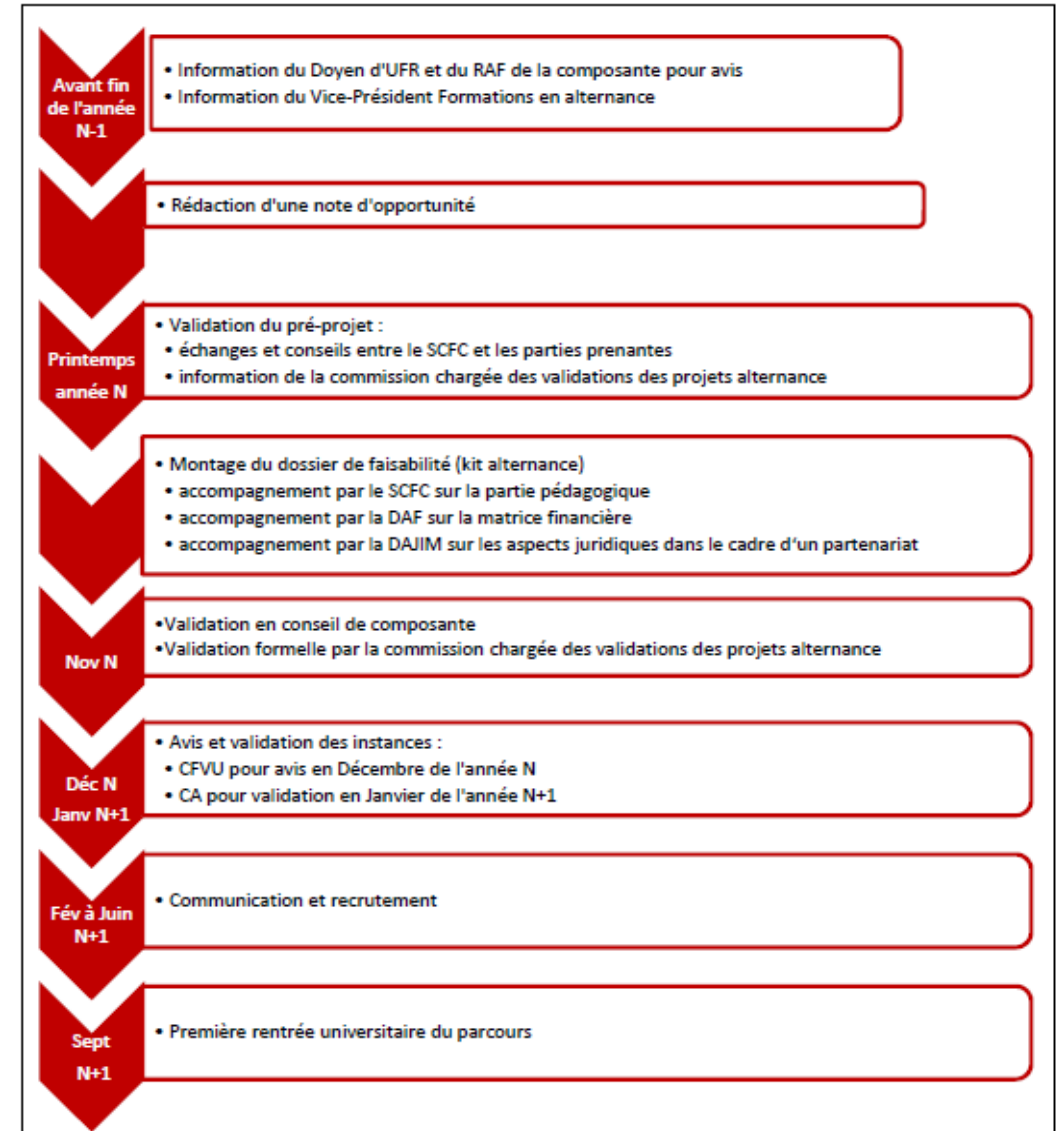 Avant fin
de l'année
N-1
• Information du Doyen d'UFR et du RAF de la composante pour avis
• Information du Vice-Président Formations en alternance
• Rédaction d'une note d'opportunité
Printemps
année N
• Validation du pré-projet :
• échanges et conseils entre le SCFC et les parties prenantes
• information de la commission chargée des validations des projets alternance
• Montage du dossier de faisabilité (kit alternance)
• accompagnement par le SCFC sur la partie pédagogique
• accompagnement par la DAF sur la matrice financière
• accompagnement par la DAJIM sur les aspects juridiques dans le cadre d'un partenariat
Nov N
•Validation en conseil de composante
•Validation formelle par la commission chargée des validations des projets alternance
Déc N
Janv N+1
• Avis et validation des instances :
• CFVU pour avis en Décembre de l'année N
• CA pour validation en Janvier de l'année N+1
Fév à Juin
N+1
• Communication et recrutement
Sept
N+1
• Première rentrée universitaire du parcours